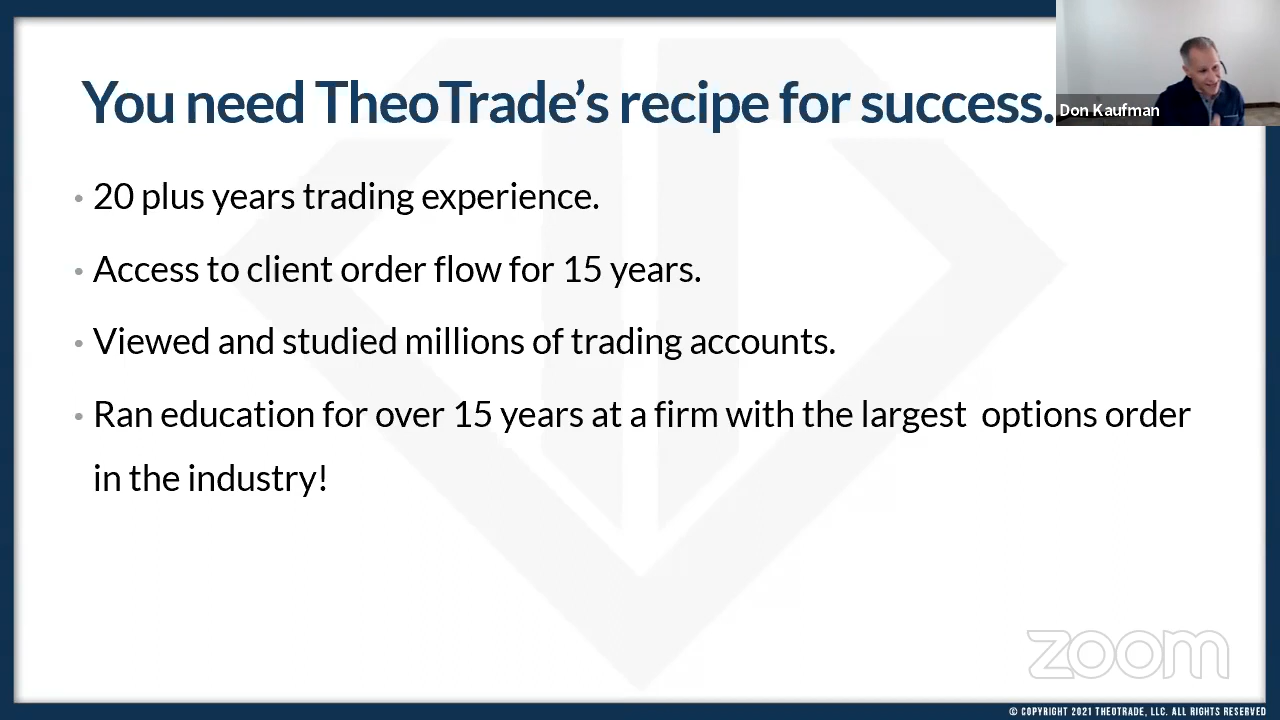 You need TheoTrade's recipe for success.
Don Kaufman
• 20 plus years trading experience.
• Access to client order flow for 15 years.
• Viewed and studied millions of trading accounts.
• Ran education for over 15 years at a firm with the largest  options order
in the industry!
zoom
© COPYRIGHT 2021 THEOTRADE, LLC. ALL RIGHTS RESERVED